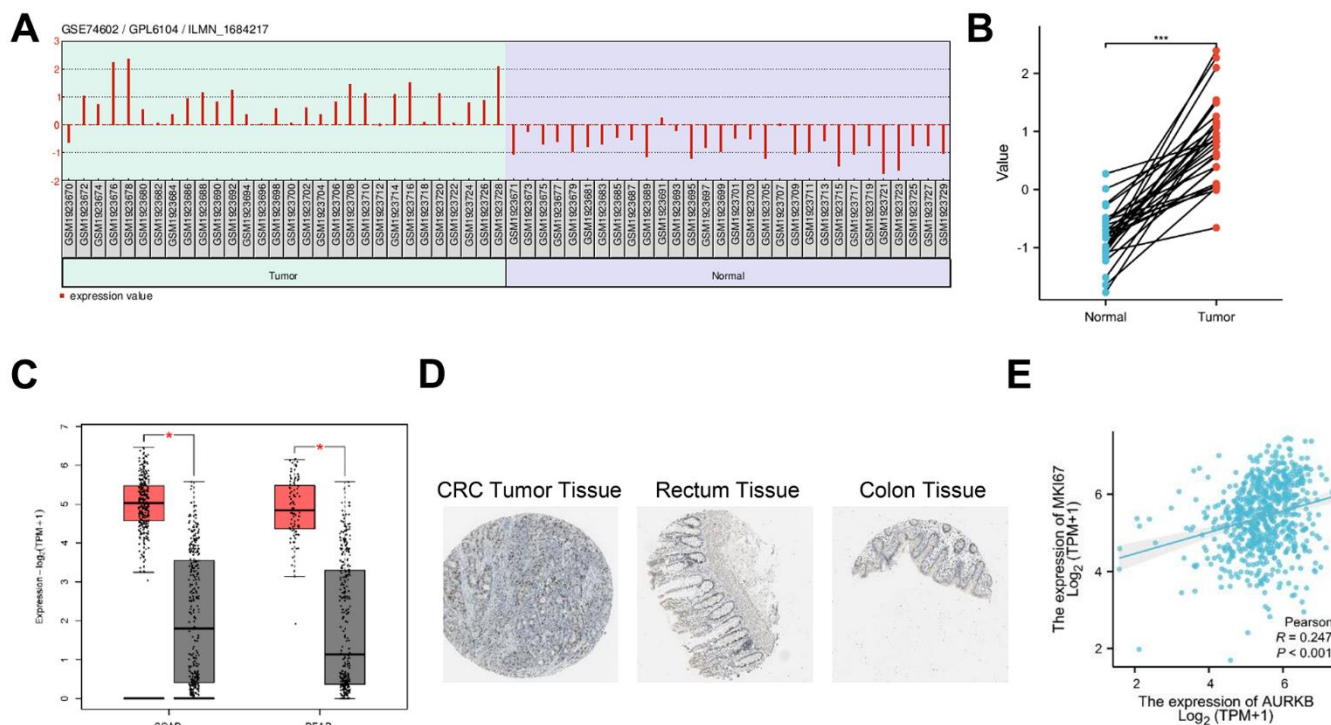 A
GSE74602 / GPL6104 / ILMN_1684217
3
2
1
0
-1
-2
GSM1923670
GSM1923672
GSM1923674
GSM1923676
GSM1923678
GSM1923680
GSM1923682
GSM1923684
GSM1923686
GSM1923688
GSM1923690
GSM1923692
GSM1923694
GSM1923696
GSM1923698
GSM1923700
GSM1923702
GSM1923704
GSM1923706
GSM1923708
GSM1923710
GSM1923712
GSM1923714
GSM1923716
GSM1923718
GSM1923720
GSM1923722
GSM1923724
GSM1923726
GSM1923728
GSM1923671
GSM1923673
GSM1923675
GSM1923677
GSM1923679
GSM1923681
GSM1923683
GSM1923685
GSM1923687
GSM1923689
GSM1923691
GSM1923693
GSM1923695
GSM1923697
GSM1923699
GSM1923701
GSM1923703
GSM1923705
GSM1923707
GSM1923709
GSM1923711
GSM1923713
GSM1923715
GSM1923717
GSM1923719
GSM1923721
GSM1923723
GSM1923725
GSM1923727
GSM1923729
Tumor
Normal
expression value
B
***
2
1
0
-1
Value
Normal
Tumor
C
7
6
5
4
3
2
1
0
Expression – log₂(TPM+1)
*
*
D
CRC Tumor Tissue
Rectum Tissue
Colon Tissue
E
The expression of MKI67
Log₂ (TPM+1)
6
4
2
Pearson
R = 0.247
P < 0.001
2
4
6
The expression of AURKB
Log₂ (TPM+1)